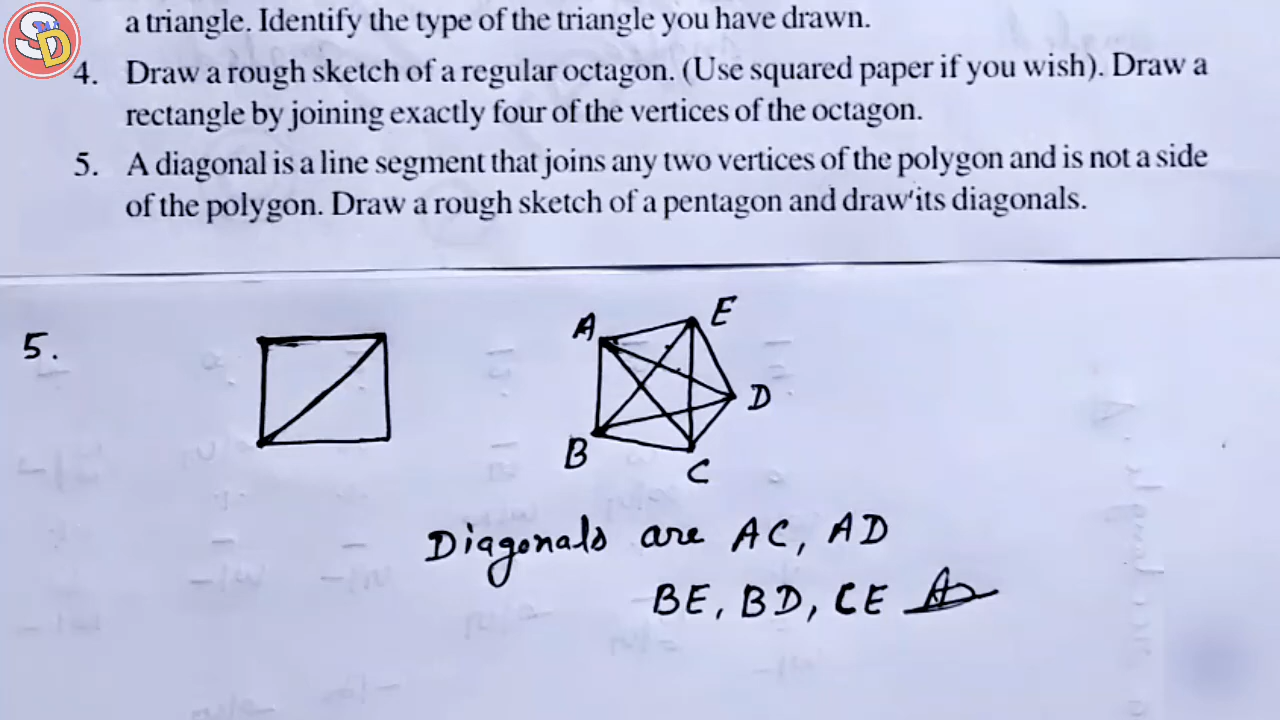 SD
a triangle. Identify the type of the triangle you have drawn.
4. Draw a rough sketch of a regular octagon. (Use squared paper if you wish). Draw a
rectangle by joining exactly four of the vertices of the octagon.
5. A diagonal is a line segment that joins any two vertices of the polygon and is not a side
of the polygon. Draw a rough sketch of a pentagon and draw its diagonals.
5.
A E
D
B
C
Diagonals are AC, AD
BE, BD, CE